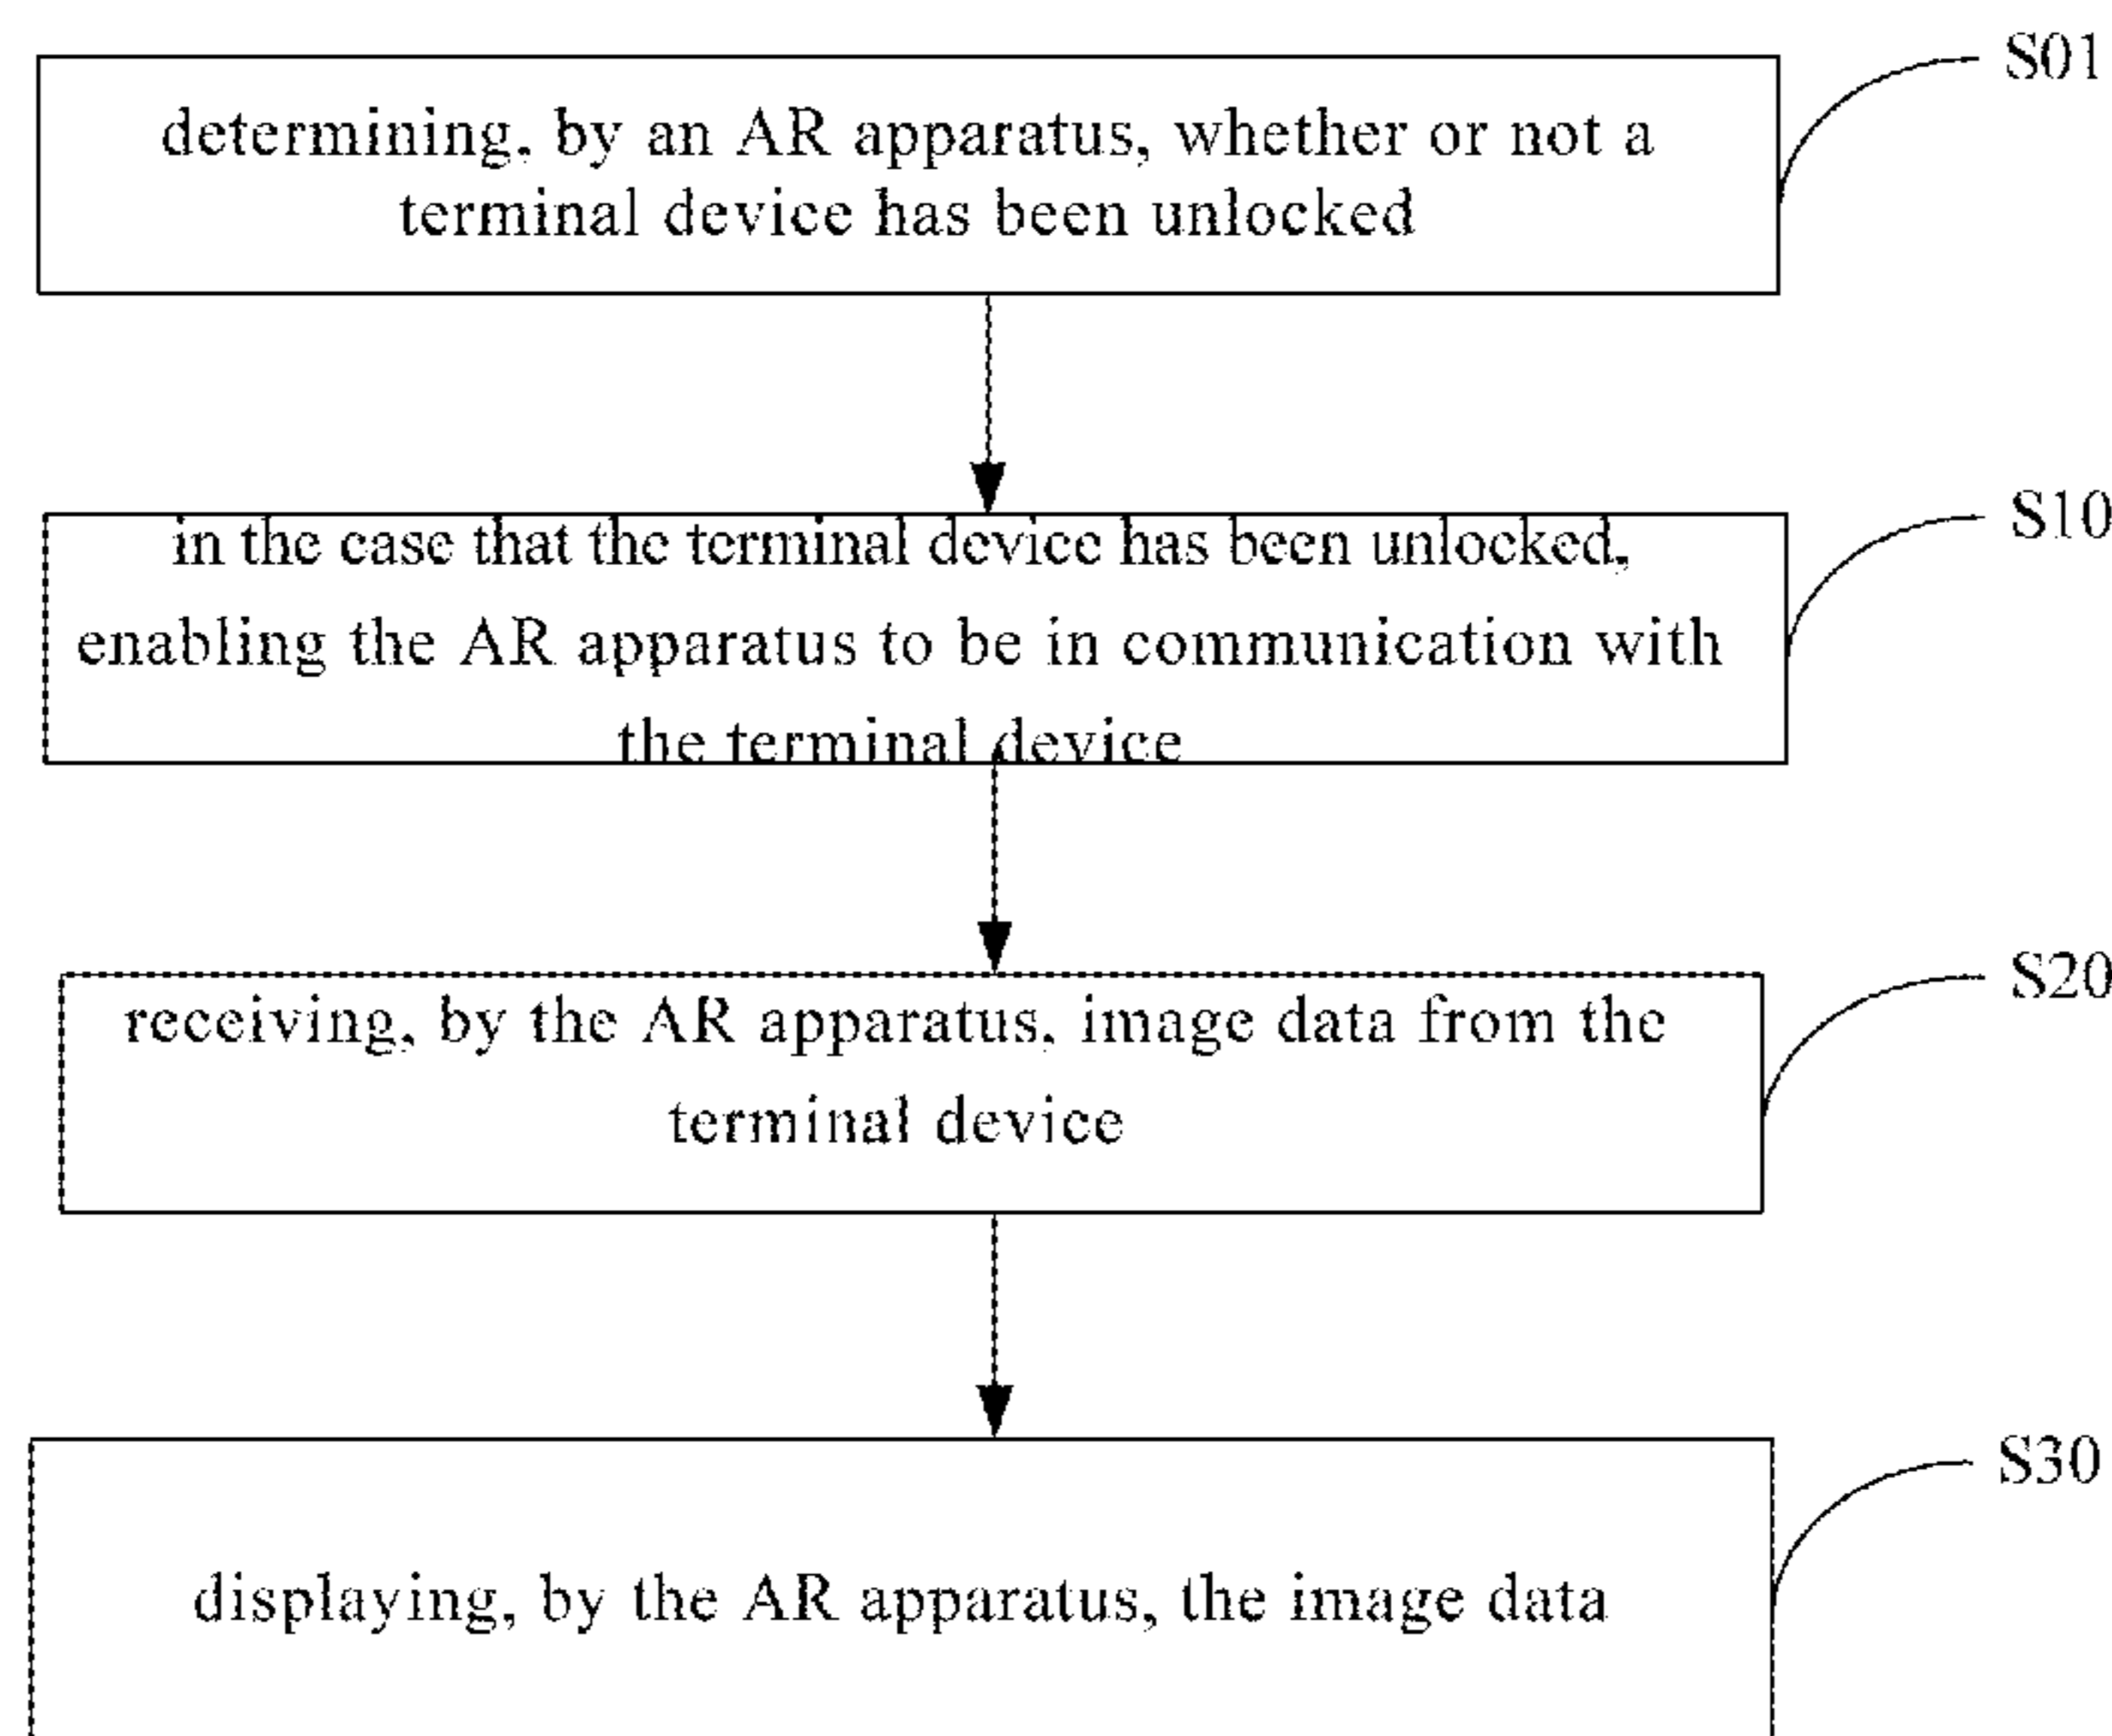 S01
determining, by an AR apparatus, whether or not a
terminal device has been unlocked
S10
in the case that the terminal device has been unlocked,
enabling the AR apparatus to be in communication with
the terminal device
S20
receiving, by the AR apparatus, image data from the
terminal device
S30
displaying, by the AR apparatus, the image data